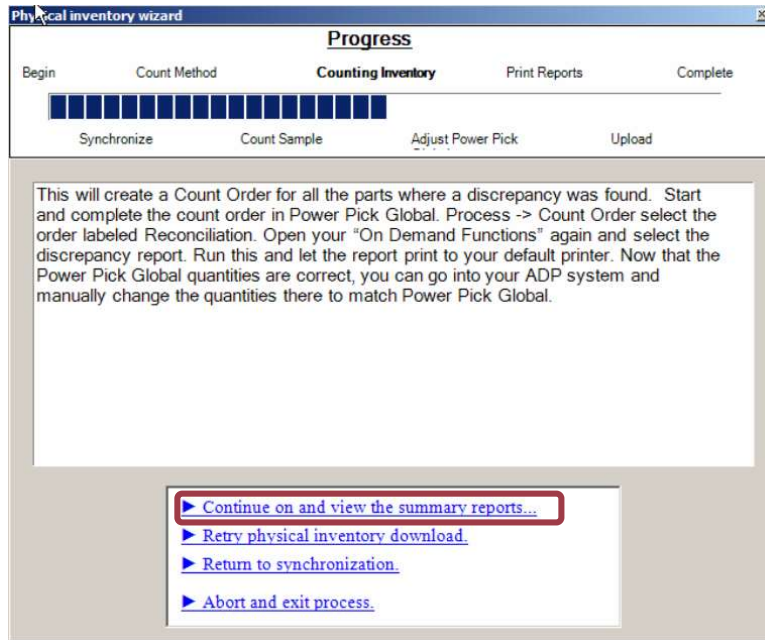 Physical inventory wizard
Progress
Begin Count Method Counting Inventory Print Reports Complete
Synchronize Count Sample Adjust Power Pick Upload
This will create a Count Order for all the parts where a discrepancy was found. Start
and complete the count order in Power Pick Global. Process -> Count Order select the
order labeled Reconciliation. Open your “On Demand Functions” again and select the
discrepancy report. Run this and let the report print to your default printer. Now that the
Power Pick Global quantities are correct, you can go into your ADP system and
manually change the quantities there to match Power Pick Global.
► Continue on and view the summary reports...
► Retry physical inventory download.
► Return to synchronization.
► Abort and exit process.